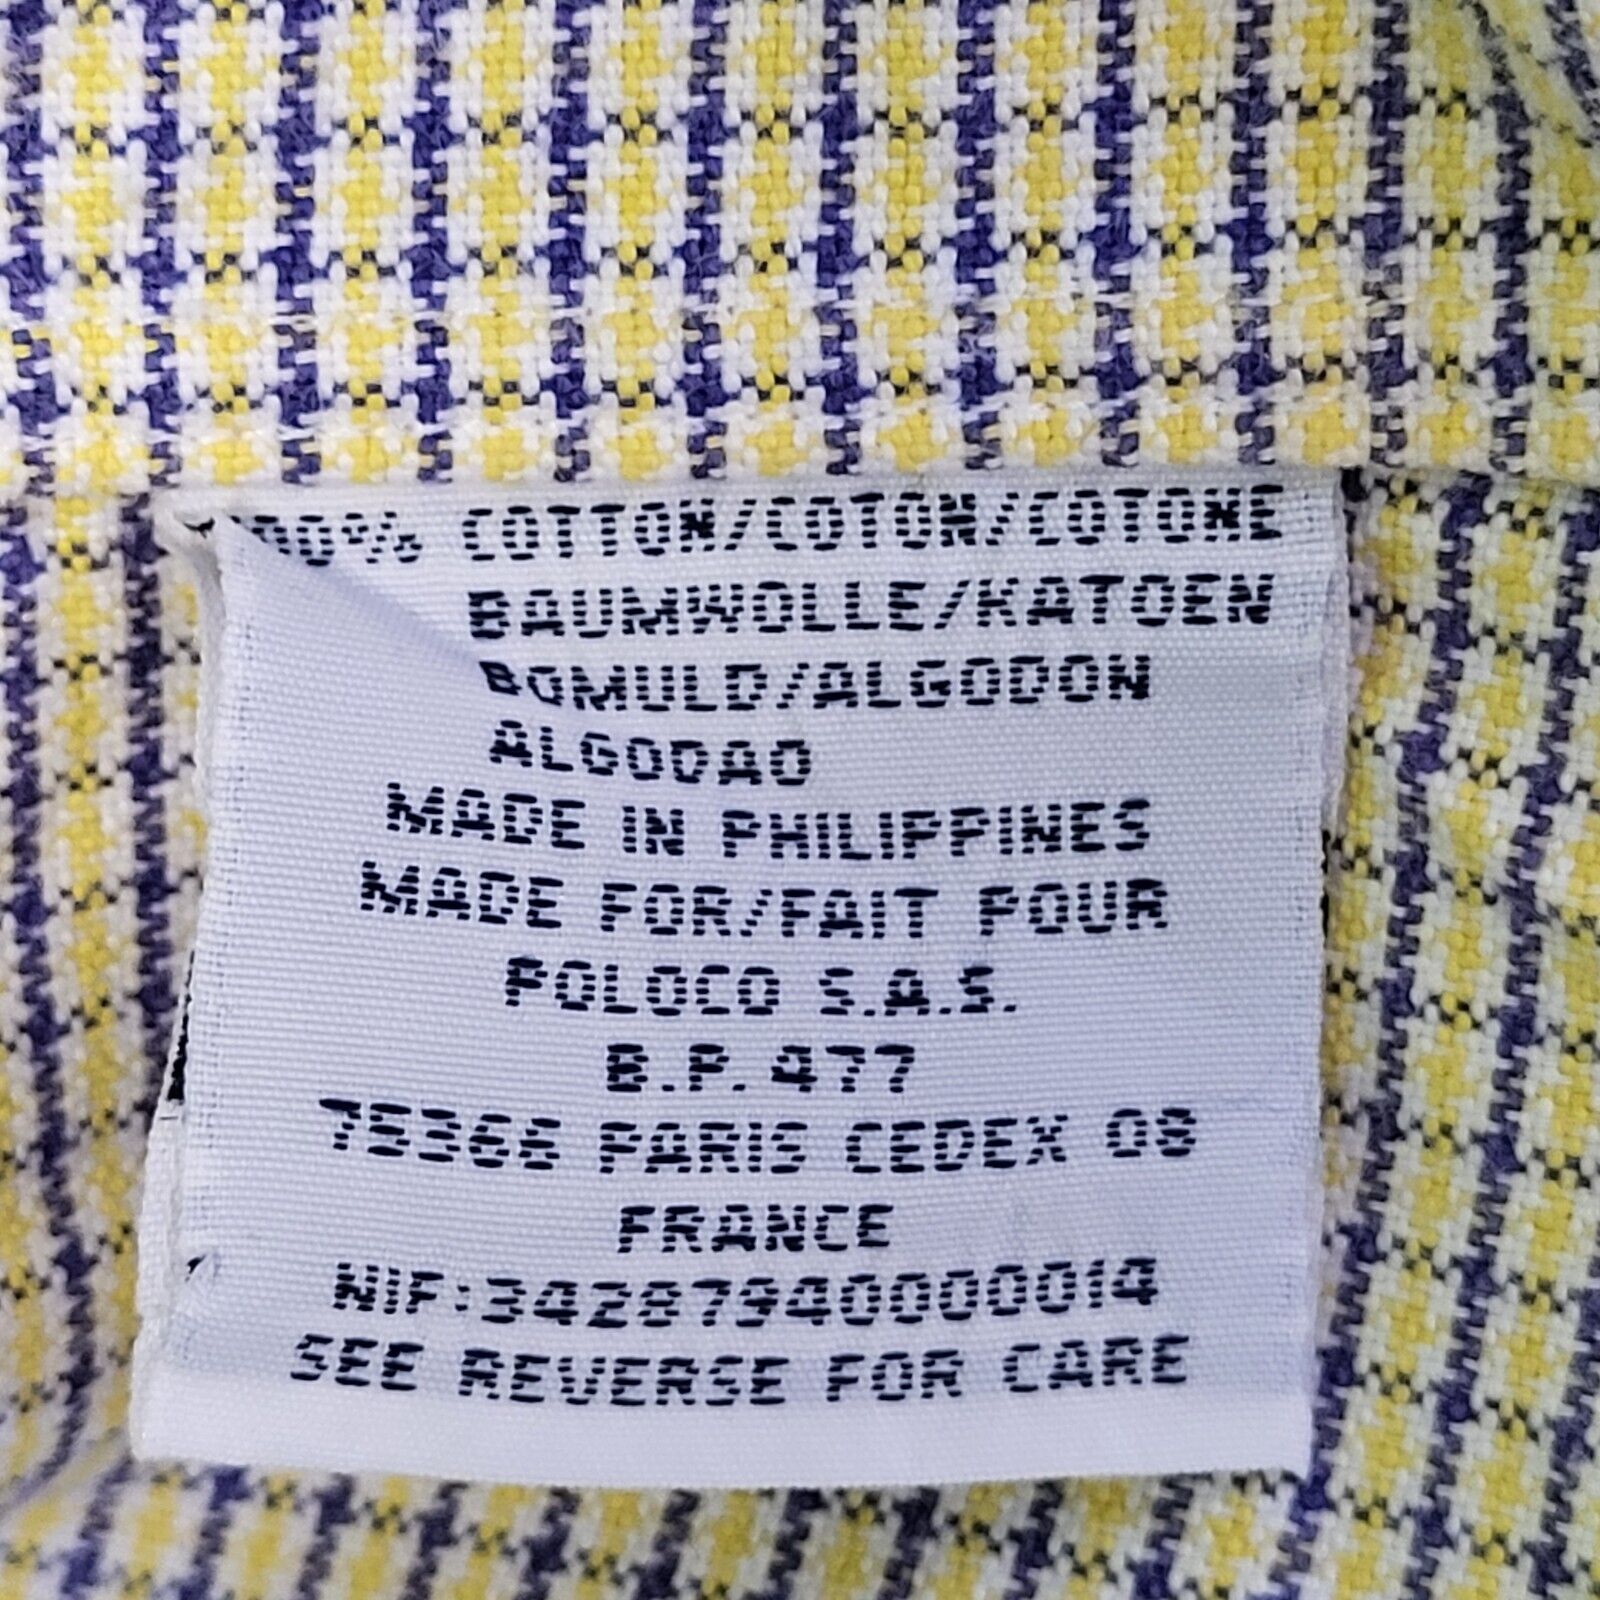 00% COTTON/COTON/COTONE
BAUMWOLLE/KATOEN
BOMULD/ALGODON
ALGODAO
MADE IN PHILIPPINES
MADE FOR/FAIT POUR
POLOCO S.A.S.
B.P. 477
75366 PARIS CEDEX 08
FRANCE
NIF:34287940000014
SEE REVERSE FOR CARE